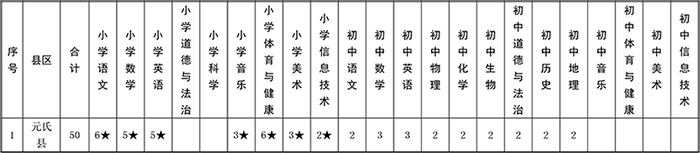 序号 县区 合计 小学语文 小学数学 小学英语 小学道德与法治 小学科学 小学音乐 小学体育与健康 小学美术 小学信息技术 初中语文 初中数学 初中英语 初中物理 初中化学 初中生物 初中道德与法治 初中历史 初中地理 初中音乐 初中体育与健康 初中美术 初中信息技术
1 元氏县 50 6★ 5★ 5★ 3★ 6★ 3★ 2★ 2 3 3 2 2 2 2 2 2